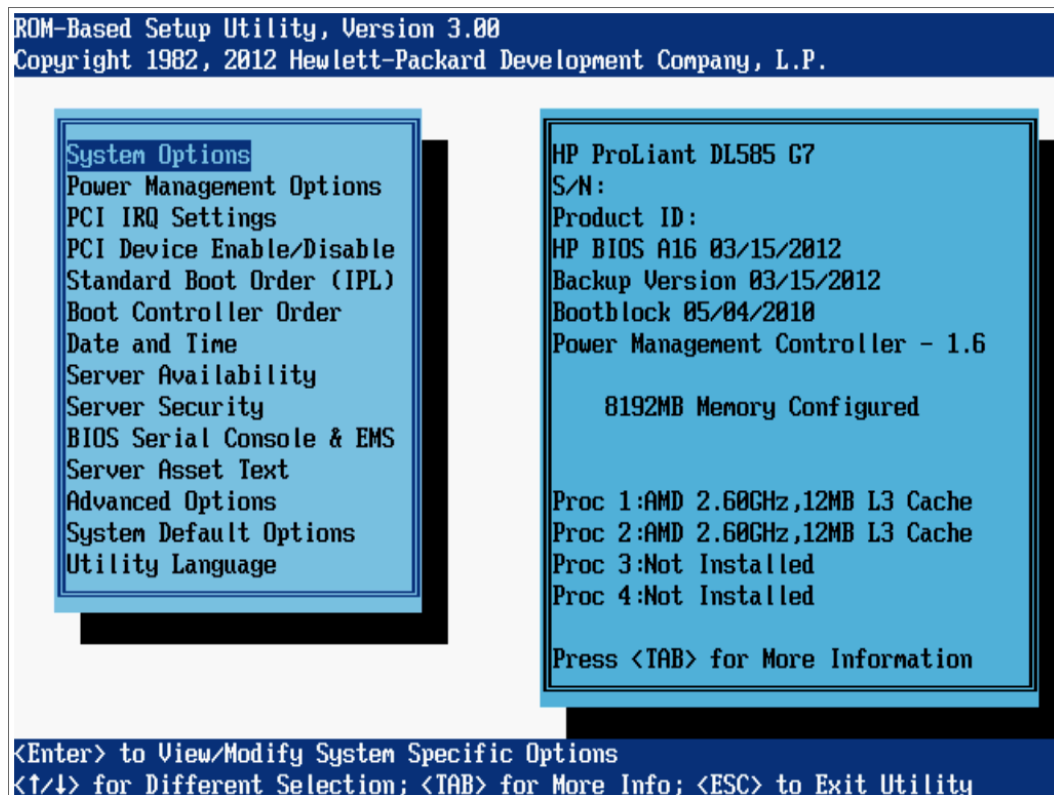 ROM-Based Setup Utility, Version 3.00
Copyright 1982, 2012 Hewlett-Packard Development Company, L.P.
System Options
Power Management Options
PCI IRQ Settings
PCI Device Enable/Disable
Standard Boot Order (IPL)
Boot Controller Order
Date and Time
Server Availability
Server Security
BIOS Serial Console & EMS
Server Asset Text
Advanced Options
System Default Options
Utility Language
HP ProLiant DL585 G7
S/N:
Product ID:
HP BIOS A16 03/15/2012
Backup Version 03/15/2012
Bootblock 05/04/2010
Power Management Controller - 1.6
8192MB Memory Configured
Proc 1:AMD 2.60GHz,12MB L3 Cache
Proc 2:AMD 2.60GHz,12MB L3 Cache
Proc 3:Not Installed
Proc 4:Not Installed
Press <TAB> for More Information
<Enter> to View/Modify System Specific Options
<↑/↓> for Different Selection; <TAB> for More Info; <ESC> to Exit Utility